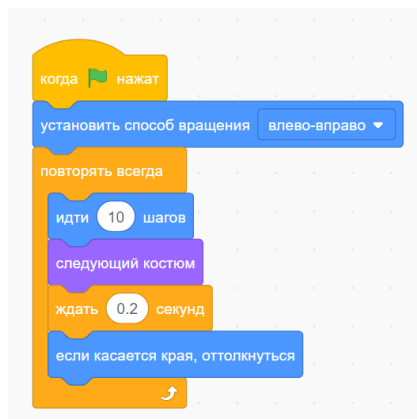 когда нажат
установить способ вращения влево-вправо
повторять всегда
идти 10 шагов
следующий костюм
ждать 0.2 секунд
если касается края, оттолкнуться